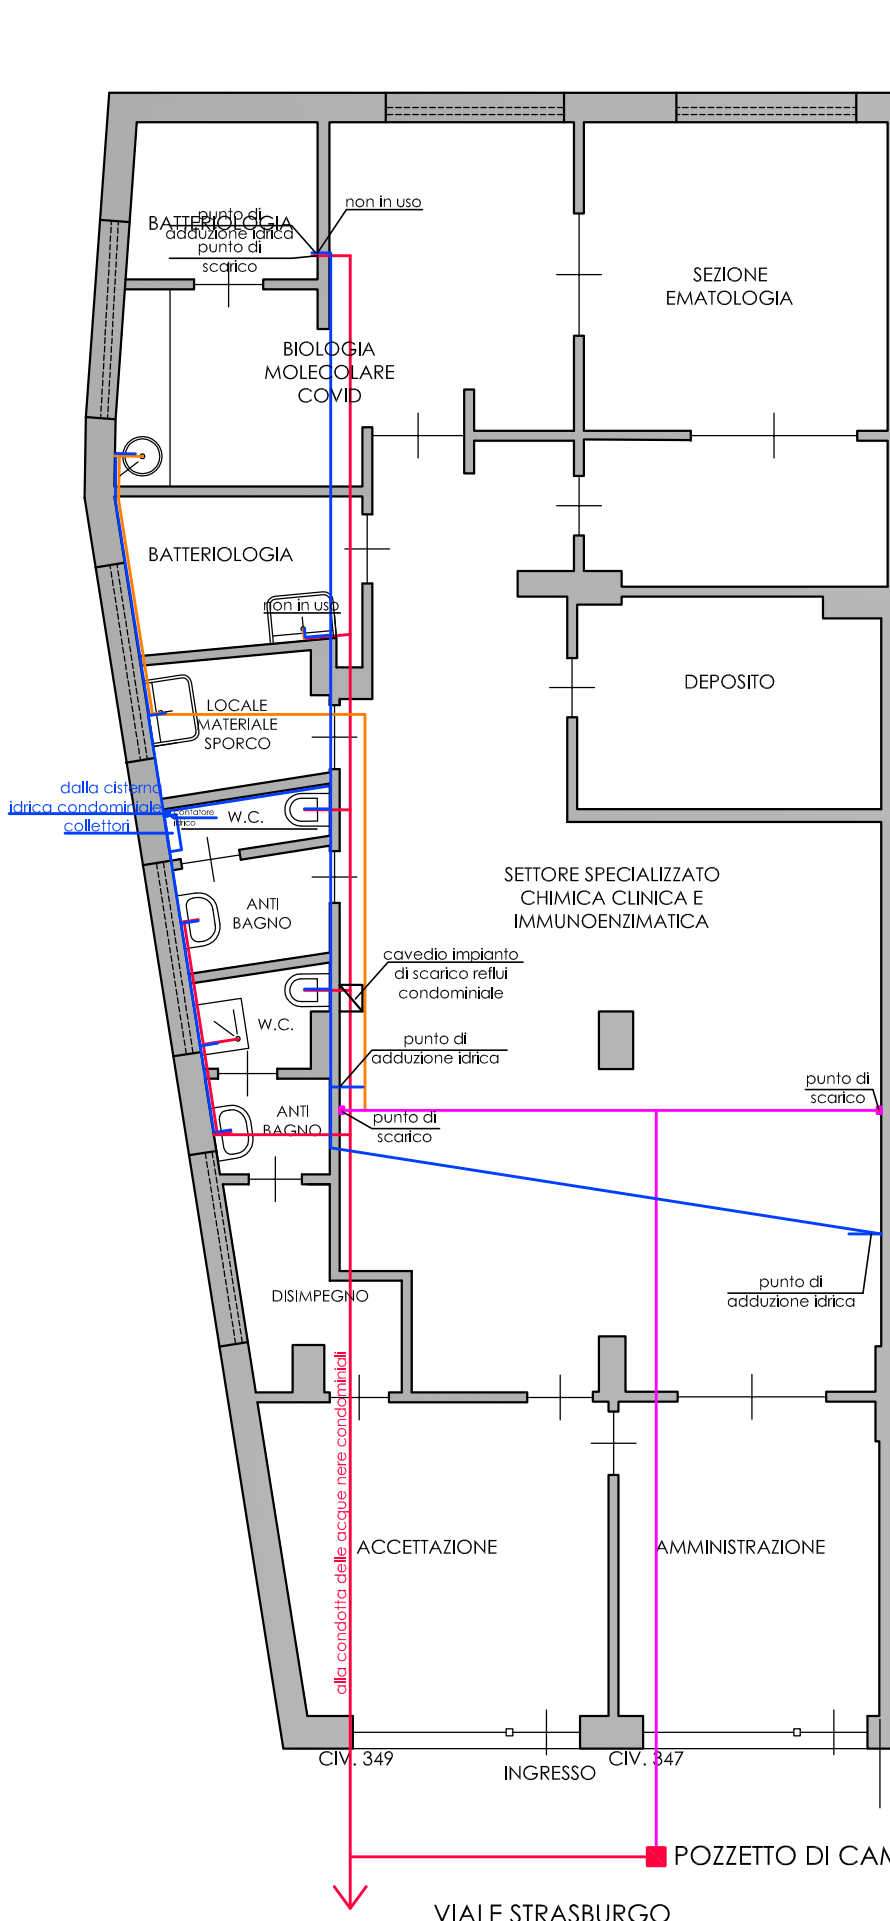 non in uso
BATTERIOLOGIA
punto di
adduzione idrica
punto di
scarico
SEZIONE
EMATOLOGIA
BIOLOGIA
MOLECOLARE
COVID
BATTERIOLOGIA
non in uso
LOCALE
MATERIALE
SPORCO
DEPOSITO
dalla cisterna
idrica condominiale
collettori
contatore
idrico
W.C.
SETTORE SPECIALIZZATO
CHIMICA CLINICA E
IMMUNOENZIMATICA
ANTI
BAGNO
cavedio impianto
di scarico reflui
condominiale
W.C.
punto di
adduzione idrica
punto di
scarico
ANTI
BAGNO
punto di
scarico
punto di
adduzione idrica
DISIMPEGNO
alla condotta delle acque nere condominiali
ACCETTAZIONE
AMMINISTRAZIONE
CIV. 349
INGRESSO
CIV. 347
POZZETTO DI CAM
VIALE STRASBURGO